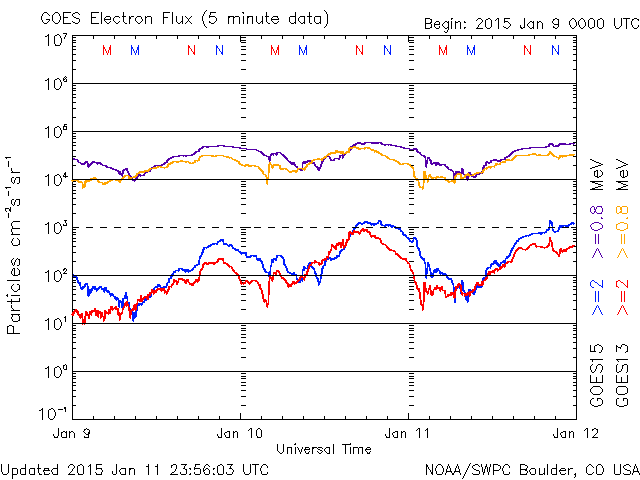 GOES Electron Flux (5 minute data)
Begin: 2015 Jan 9 0000 UTC
M M N N M M N N M M N N
10⁷
10⁶
10⁵
10⁴
10³
10²
10¹
10⁰
10⁻¹
Particles cm⁻²s⁻¹sr⁻¹
Jan 9 Jan 10 Jan 11 Jan 12
Universal Time
GOES15 >=2 >=0.8 MeV
GOES13 >=2 >=0.8 MeV
Updated 2015 Jan 11 23:56:03 UTC
NOAA/SWPC Boulder, CO USA